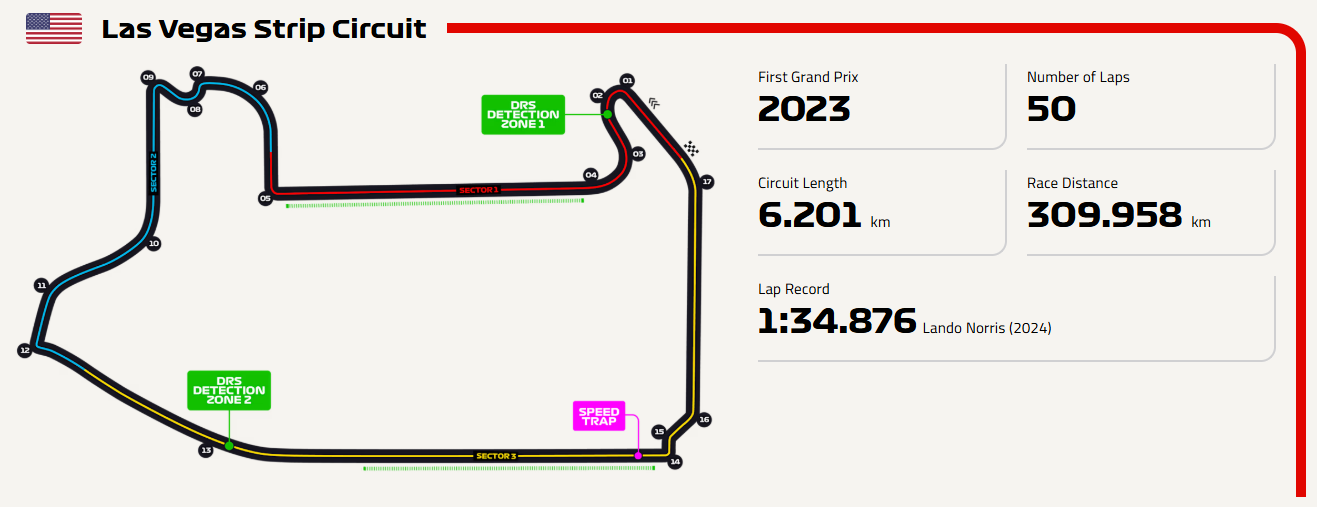 Las Vegas Strip Circuit
First Grand Prix
2023
Number of Laps
50
Circuit Length
6.201 km
Race Distance
309.958 km
Lap Record
1:34.876 Lando Norris (2024)
09
07
08
06
01
02
DRS
DETECTION
ZONE 1
03
04
SECTOR 1
05
17
SECTOR 2
10
11
12
DRS
DETECTION
ZONE 2
13
SPEED
TRAP
SECTOR 3
15
16
14